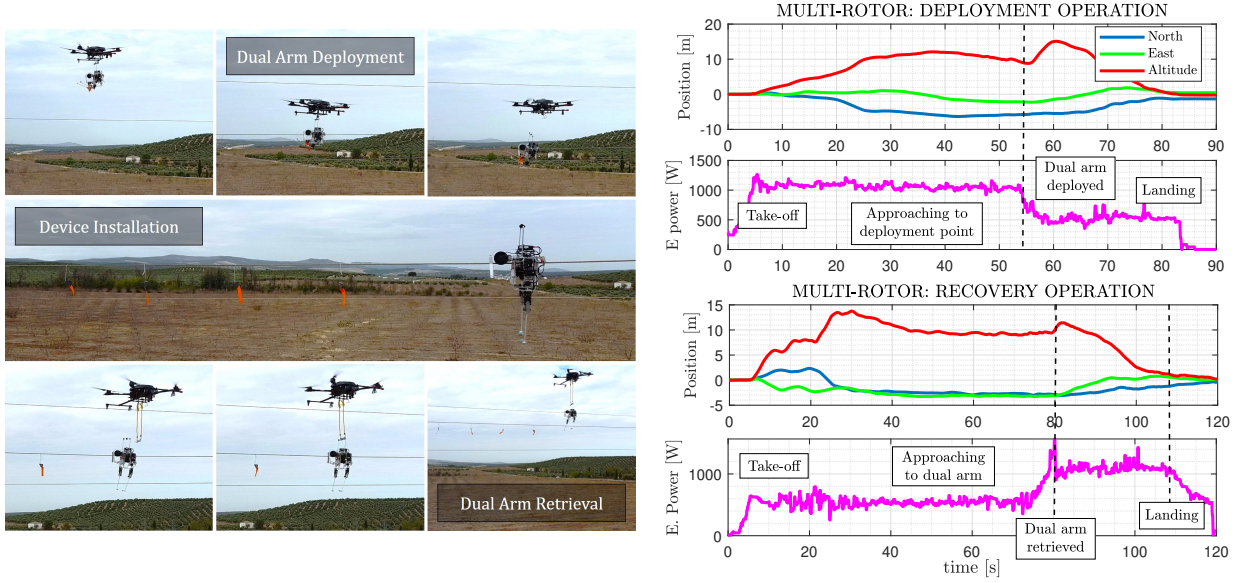 Dual Arm Deployment
Device Installation
Dual Arm Retrieval
MULTI-ROTOR: DEPLOYMENT OPERATION
Position [m]
20
10
0
-10
North
East
Altitude
0 10 20 30 40 50 60 70 80 90
E power [W]
1500
1000
500
0
Take-off
Approaching to
deployment point
Dual arm
deployed
Landing
0 10 20 30 40 50 60 70 80 90
MULTI-ROTOR: RECOVERY OPERATION
Position [m]
15
10
5
0
-5
0 20 40 60 80 100 120
E. Power [W]
1000
0
Take-off
Approaching
to dual arm
Dual arm
retrieved
Landing
0 20 40 60 80 100 120
time [s]